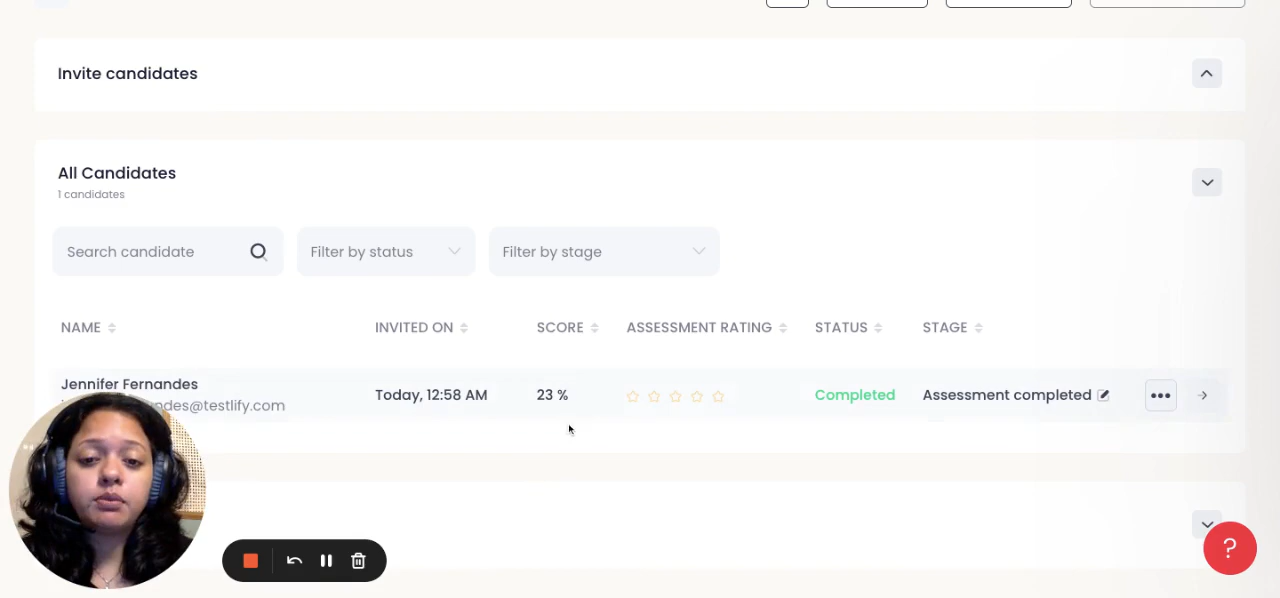 Invite candidates
All Candidates
1 candidates
Search candidate
Filter by status
Filter by stage
NAME INVITED ON SCORE ASSESSMENT RATING STATUS STAGE
Jennifer Fernandes
ndes@testlify.com
Today, 12:58 AM 23 % Completed Assessment completed
?